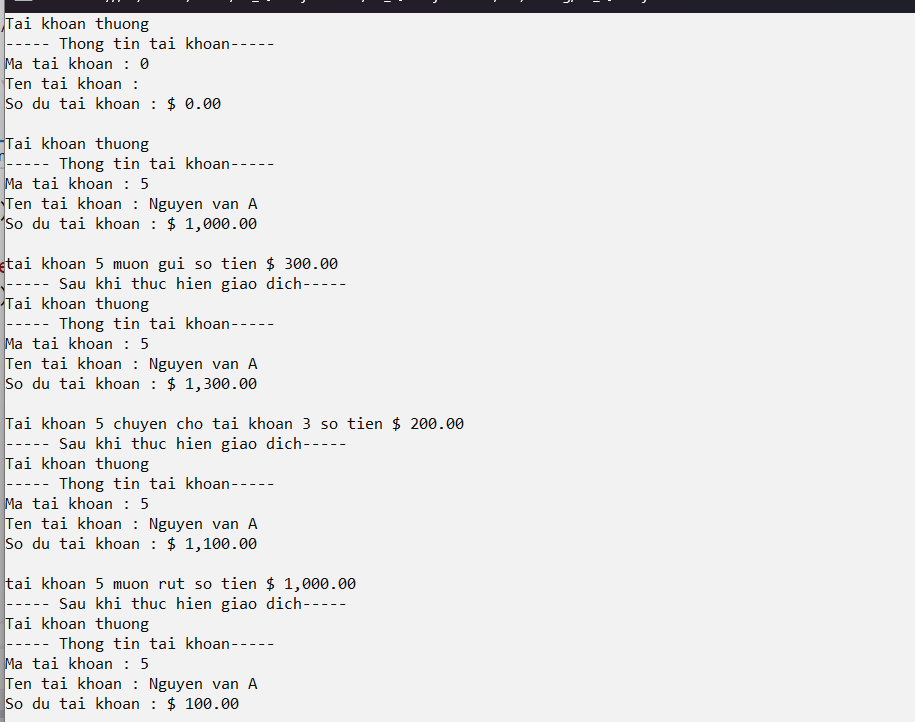 Tai khoan thuong
----- Thong tin tai khoan-----
Ma tai khoan : 0
Ten tai khoan :
So du tai khoan : $ 0.00

Tai khoan thuong
----- Thong tin tai khoan-----
Ma tai khoan : 5
Ten tai khoan : Nguyen van A
So du tai khoan : $ 1,000.00

tai khoan 5 muon gui so tien $ 300.00
----- Sau khi thuc hien giao dich-----
Tai khoan thuong
----- Thong tin tai khoan-----
Ma tai khoan : 5
Ten tai khoan : Nguyen van A
So du tai khoan : $ 1,300.00

Tai khoan 5 chuyen cho tai khoan 3 so tien $ 200.00
----- Sau khi thuc hien giao dich-----
Tai khoan thuong
----- Thong tin tai khoan-----
Ma tai khoan : 5
Ten tai khoan : Nguyen van A
So du tai khoan : $ 1,100.00

tai khoan 5 muon rut so tien $ 1,000.00
----- Sau khi thuc hien giao dich-----
Tai khoan thuong
----- Thong tin tai khoan-----
Ma tai khoan : 5
Ten tai khoan : Nguyen van A
So du tai khoan : $ 100.00